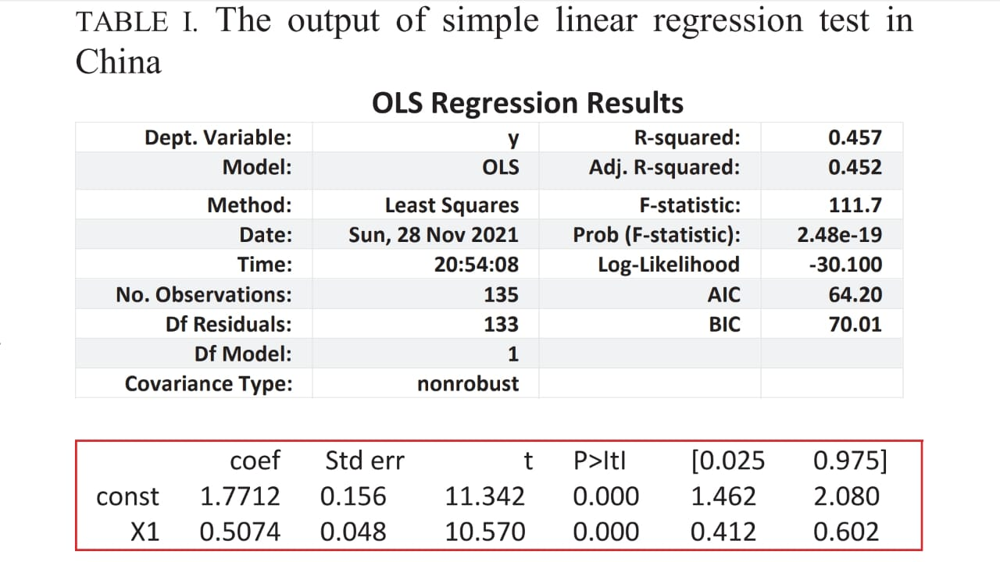 TABLE I. The output of simple linear regression test in
China
OLS Regression Results
Dept. Variable: y R-squared: 0.457
Model: OLS Adj. R-squared: 0.452
Method: Least Squares F-statistic: 111.7
Date: Sun, 28 Nov 2021 Prob (F-statistic): 2.48e-19
Time: 20:54:08 Log-Likelihood -30.100
No. Observations: 135 AIC 64.20
Df Residuals: 133 BIC 70.01
Df Model: 1
Covariance Type: nonrobust
coef Std err t P>ItI [0.025 0.975]
const 1.7712 0.156 11.342 0.000 1.462 2.080
X1 0.5074 0.048 10.570 0.000 0.412 0.602